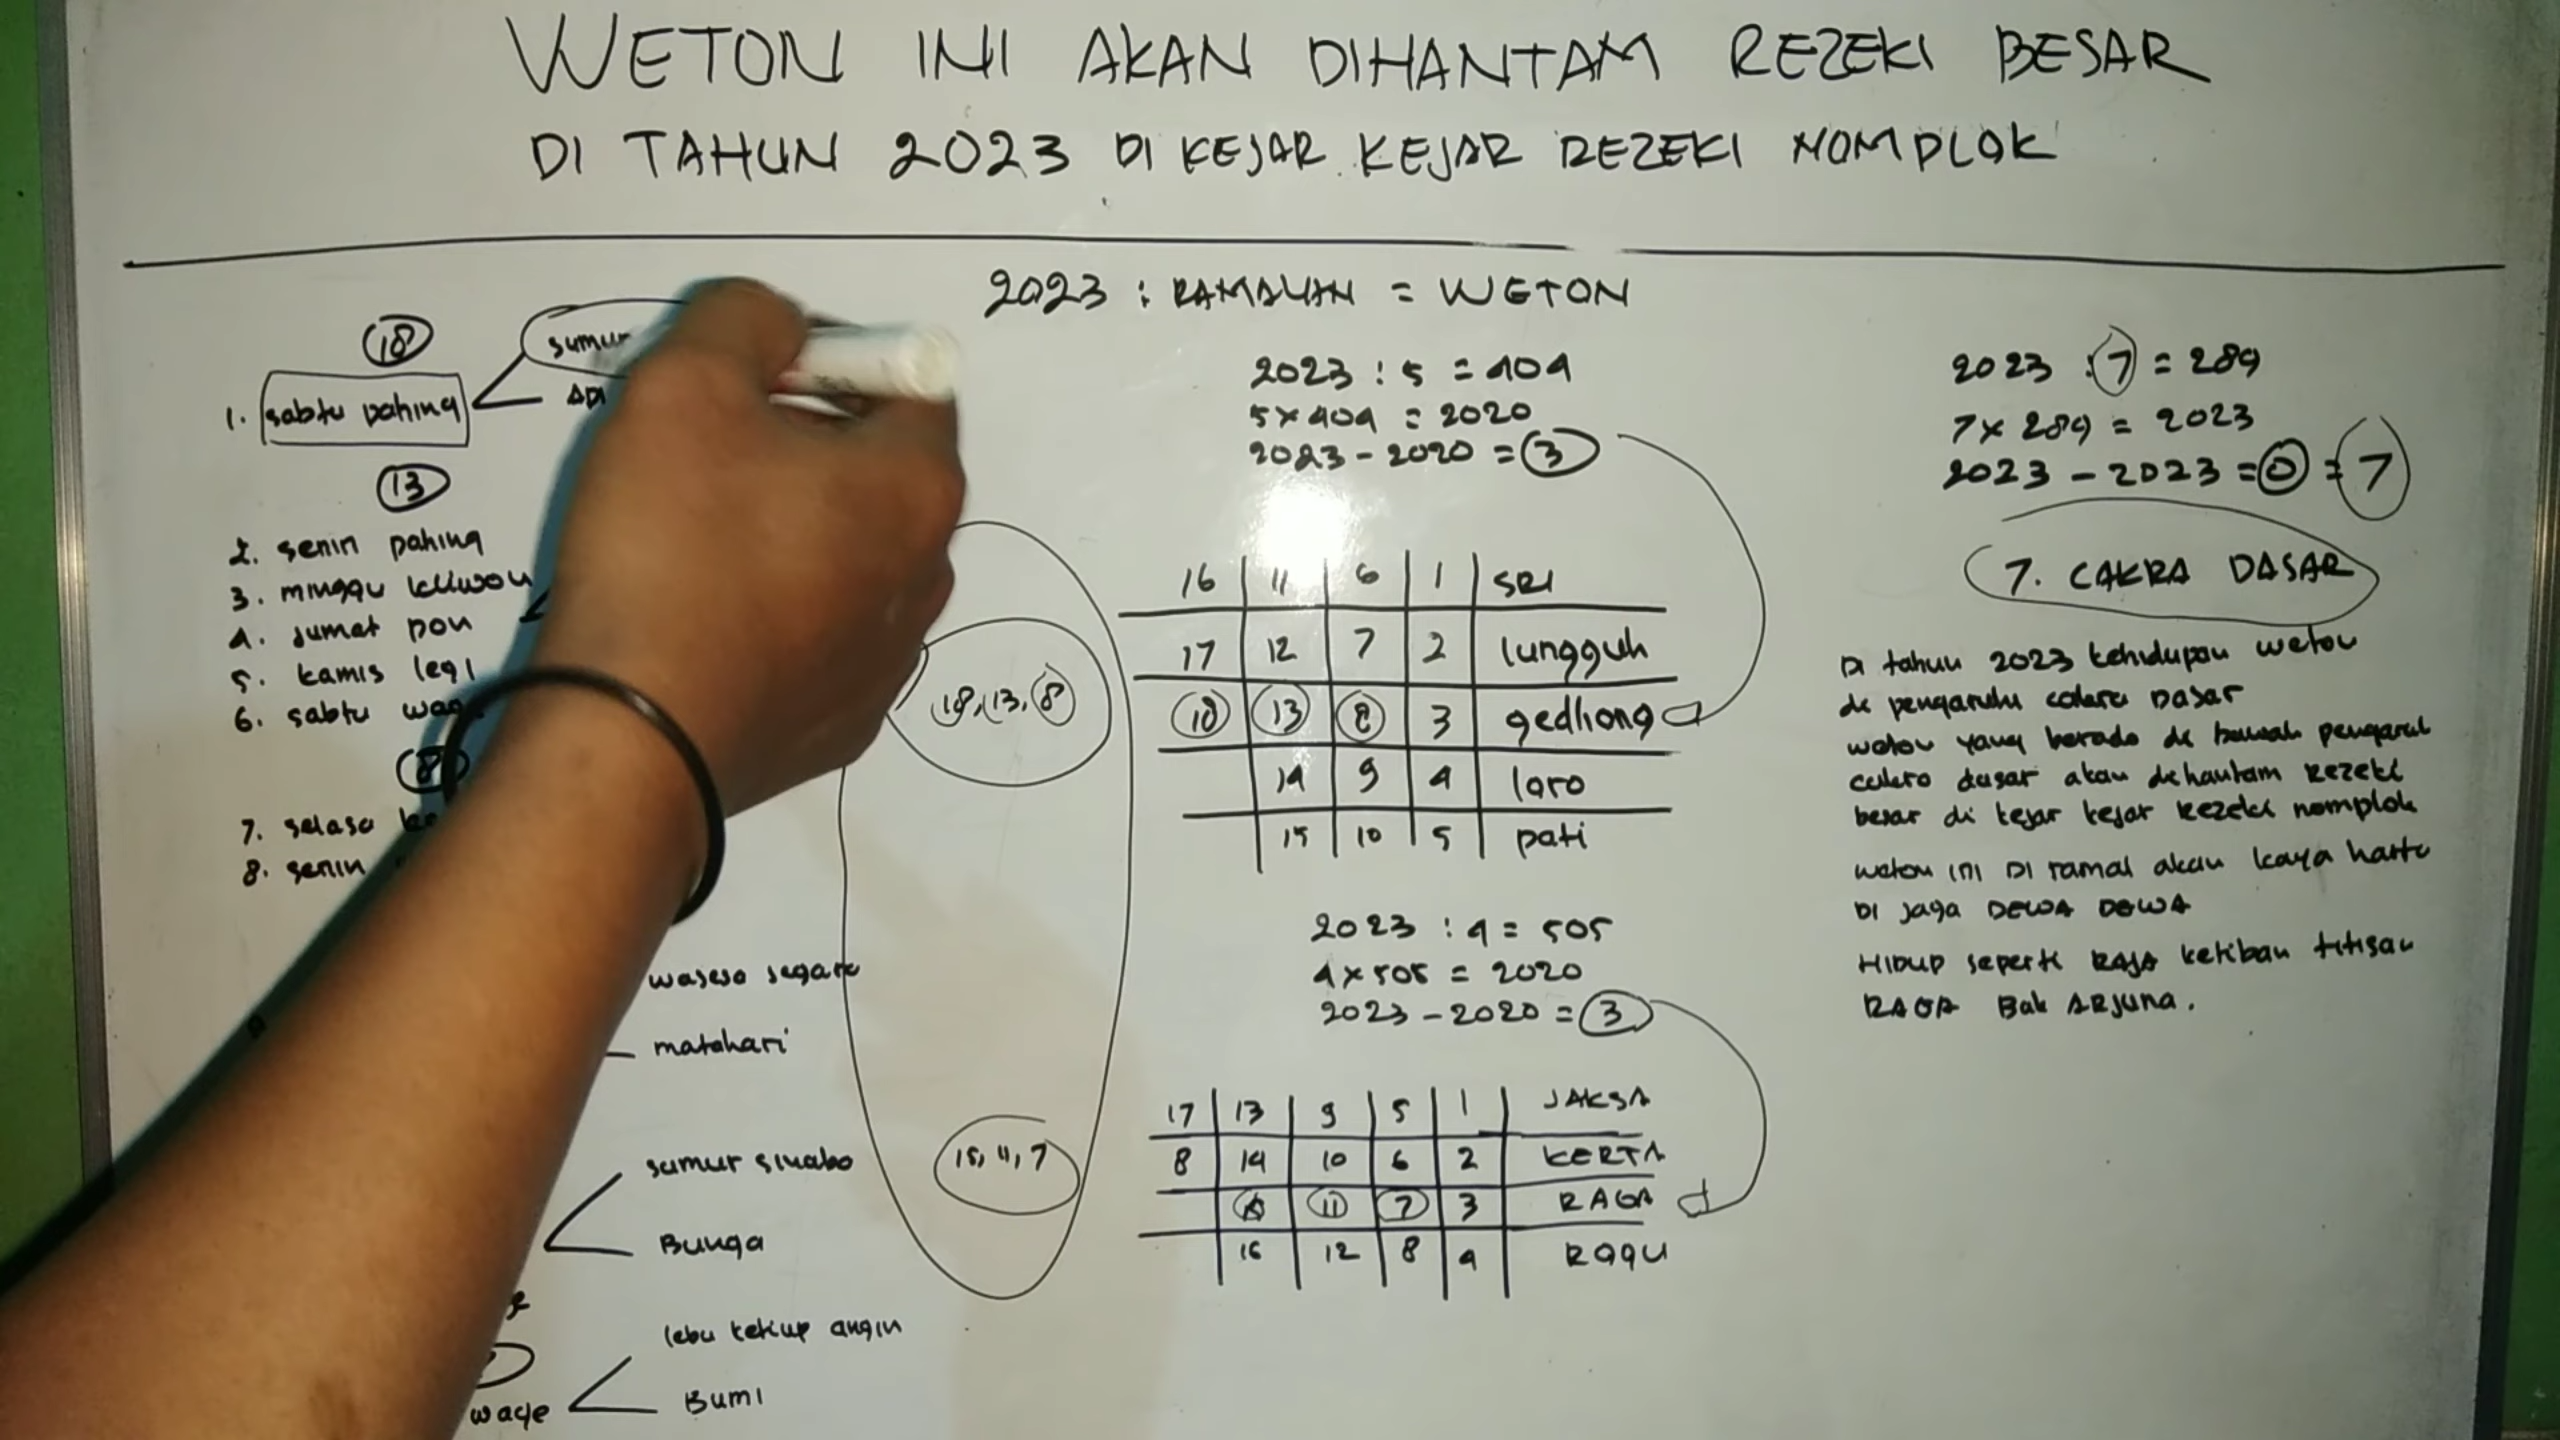 WETON INI AKAN DIHANTAM REZEKI BESAR
DI TAHUN 2023 DI KEJAR KEJAR REZEKI NOMPLOK
2023 : RAMALAN = WETON
18
1. sabtu pahing
sumur
API
13
2. senin pahing
3. minggu kliwon
4. jumat pon
5. kamis legi
6. sabtu wage
8
7. selasa
8. senin
waseso segaro
matahari
sumur sinabo
Bunga
lebu ketiup angin
wage
Bumi
18, 13, 8
15, 11, 7
2023 : 5 = 404
5 x 404 = 2020
2023 - 2020 = 3
16 11 6 1 SRI
17 12 7 2 lungguh
18 13 8 3 gedhong
14 9 4 loro
15 10 5 pati
2023 : 4 = 505
4 x 505 = 2020
2023 - 2020 = 3
17 13 9 5 1 JAKSA
8 14 10 6 2 KERTA
11 7 3 RAGA
16 12 8 4 RAGU
2023 : 7 = 289
7 x 289 = 2023
2023 - 2023 = 0 = 7
7. CAKRA DASAR
Di tahun 2023 kehidupan weton
di pengaruhi cakra Dasar
weton yang berada di bawah pengaruh
cakro dasar akan dihantam Rezeki
besar di kejar kejar Rezeki nomplok
weton ini Di ramal akan kaya harta
DI jaga DEWA DEWA
HIDUP seperti RAJA ketiban titisan
RAGA Bak ARJUNA.